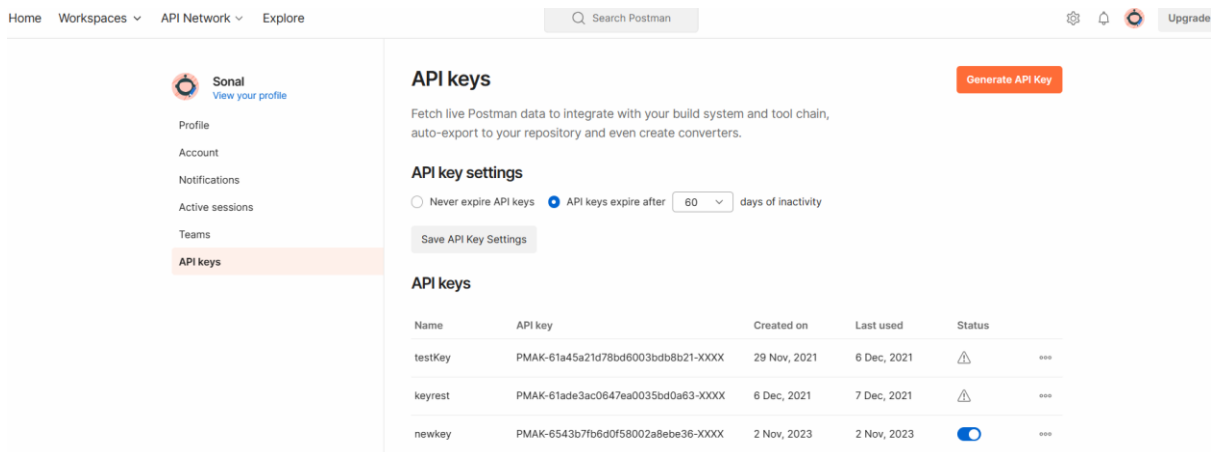 Home Workspaces API Network Explore Search Postman Upgrade
Sonal
View your profile
Profile
Account
Notifications
Active sessions
Teams
API keys
API keys
Generate API Key
Fetch live Postman data to integrate with your build system and tool chain,
auto-export to your repository and even create converters.
API key settings
Never expire API keys API keys expire after 60 days of inactivity
Save API Key Settings
API keys
Name API key Created on Last used Status
testKey PMAK-61a45a21d78bd6003bdb8b21-XXXX 29 Nov, 2021 6 Dec, 2021
keyrest PMAK-61ade3ac0647ea0035bd0a63-XXXX 6 Dec, 2021 7 Dec, 2021
newkey PMAK-6543b7fb6d0f58002a8ebe36-XXXX 2 Nov, 2023 2 Nov, 2023